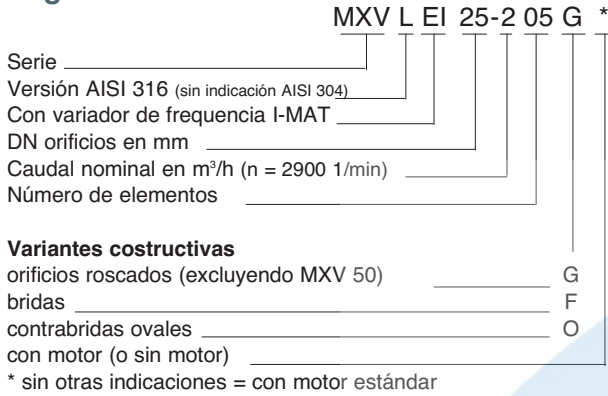 MXV L EI 25-2 05 G *
Serie
Versión AISI 316 (sin indicación AISI 304)
Con variador de frequencia I-MAT
DN orificios en mm
Caudal nominal en m³/h (n = 2900 1/min)
Número de elementos
Variantes costructivas
orificios roscados (excluyendo MXV 50) G
bridas F
contrabridas ovales O
con motor (o sin motor)
* sin otras indicaciones = con motor estándar